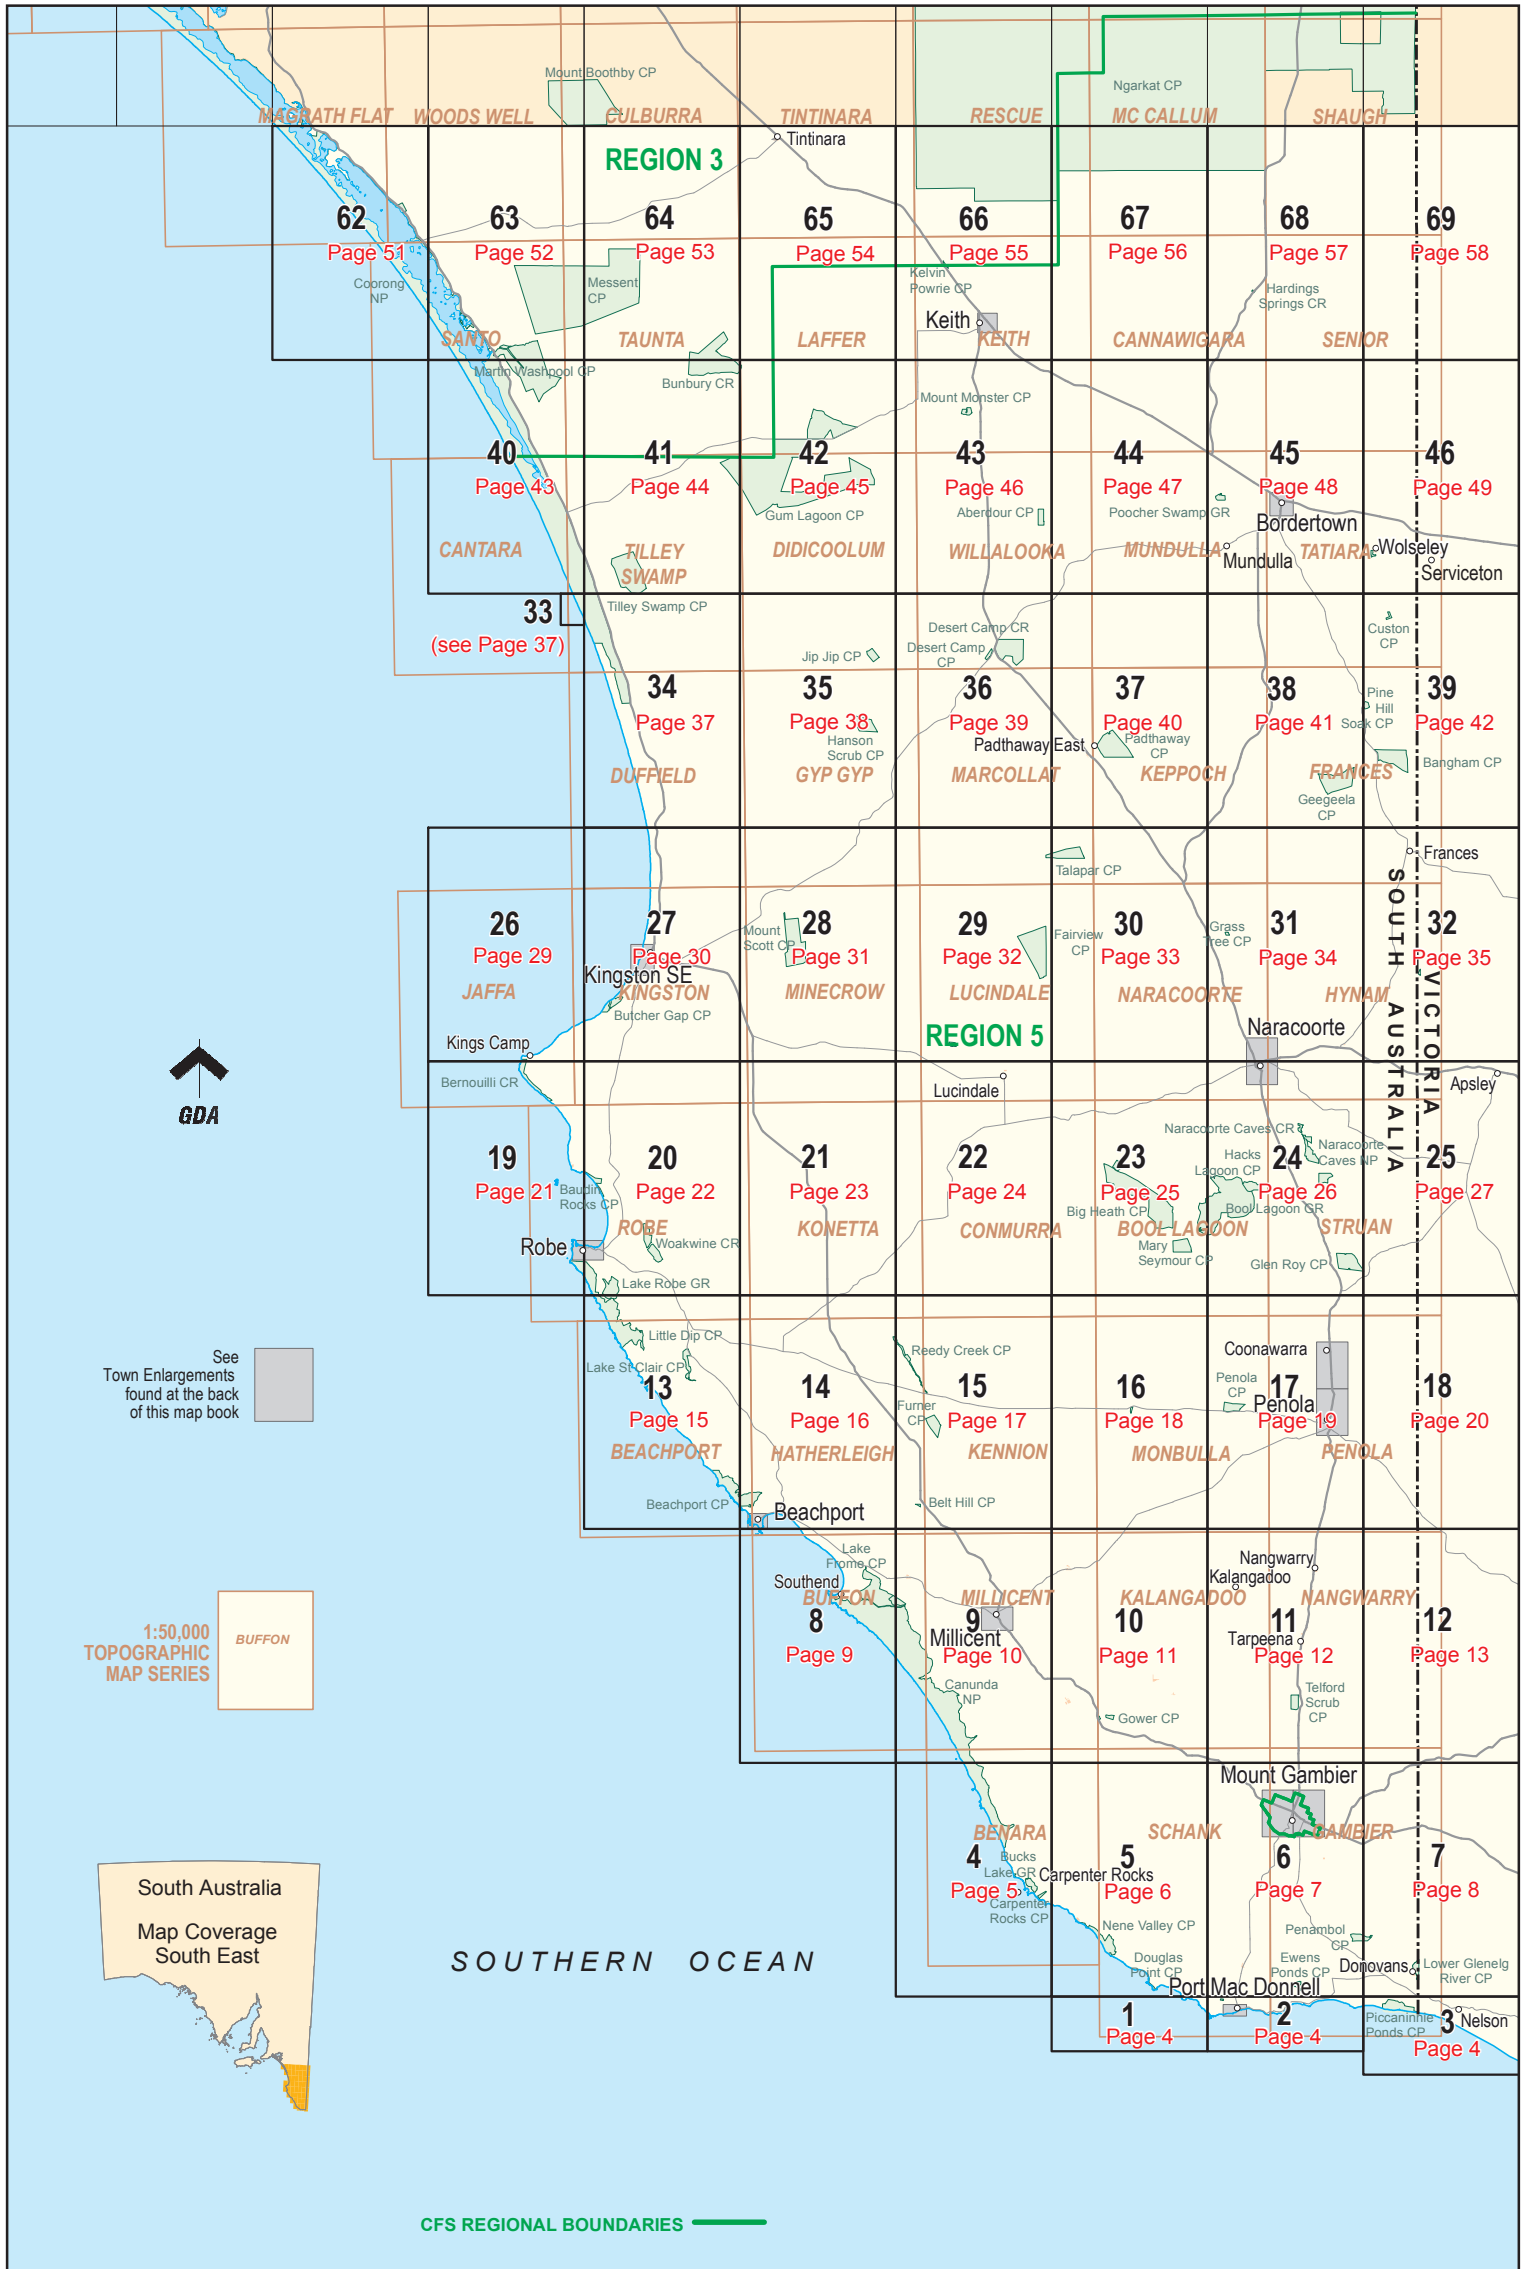 Mount Boothby CP
Ngarkat CP
MAGRATH FLAT
WOODS WELL
CULBURRA
TINTINARA
RESCUE
MC CALLUM
SHAUGH
Tintinara
REGION 3
62
Page 51
63
Page 52
64
Page 53
65
Page 54
66
Page 55
67
Page 56
68
Page 57
69
Page 58
Coorong
NP
Messent
CP
Kelvin
Powrie CP
Hardings
Springs CR
Keith
SANTO
TAUNTA
LAFFER
KEITH
CANNAWIGARA
SENIOR
Martin Washpool CP
Bunbury CR
Mount Monster CP
40
Page 43
41
Page 44
42
Page 45
43
Page 46
44
Page 47
45
Page 48
46
Page 49
Gum Lagoon CP
Aberdour CP
Poocher Swamp GR
Bordertown
CANTARA
TILLEY
SWAMP
DIDICOOLUM
WILLALOOKA
MUNDULLA
Mundulla
TATIARA
Wolseley
Serviceton
33
(see Page 37)
Tilley Swamp CP
Jip Jip CP
Desert Camp CR
Desert Camp
CP
Custon
CP
34
Page 37
35
Page 38
36
Page 39
37
Page 40
38
Page 41
39
Page 42
Pine
Hill
Soak CP
Hanson
Scrub CP
Padthaway East
Padthaway
CP
Bangham CP
DUFFIELD
GYP GYP
MARCOLLAT
KEPPOCH
FRANCES
Geegeela
CP
Frances
Talapar CP
SOUTH AUSTRALIA
VICTORIA
26
Page 29
27
Page 30
28
Page 31
29
Page 32
30
Page 33
31
Page 34
32
Page 35
Mount
Scott CP
Fairview
CP
Grass
Tree CP
Kingston SE
JAFFA
KINGSTON
MINECROW
LUCINDALE
NARACOORTE
HYNAM
Butcher Gap CP
REGION 5
Naracoorte
Kings Camp
Bernouilli CR
Lucindale
Apsley
GDA
19
Page 21
20
Page 22
21
Page 23
22
Page 24
23
Page 25
24
Page 26
25
Page 27
Naracoorte Caves CR
Naracoorte
Caves NP
Hacks
Lagoon CP
Baudin
Rocks CP
Big Heath CP
Bool Lagoon GR
ROBE
KONETTA
CONMURRA
BOOL LAGOON
STRUAN
Robe
Woakwine CR
Mary
Seymour CP
Glen Roy CP
Lake Robe GR
Little Dip CP
Lake St Clair CP
Reedy Creek CP
Coonawarra
See
Town Enlargements
found at the back
of this map book
13
Page 15
14
Page 16
15
Page 17
16
Page 18
17
Page 19
18
Page 20
Furner
CP
Penola
CP
Penola
BEACHPORT
HATHERLEIGH
KENNION
MONBULLA
PENOLA
Beachport CP
Beachport
Belt Hill CP
Lake
Frome CP
Southend
Nangwarry
Kalangadoo
BUFFON
MILLICENT
KALANGADOO
NANGWARRY
8
Page 9
9
Page 10
10
Page 11
11
Page 12
12
Page 13
Millicent
Tarpeena
1:50,000
TOPOGRAPHIC
MAP SERIES
BUFFON
Canunda
NP
Gower CP
Telford
Scrub
CP
Mount Gambier
BENARA
SCHANK
GAMBIER
4
Page 5
5
Page 6
6
Page 7
7
Page 8
Bucks
Lake GR
Carpenter Rocks
Carpenter
Rocks CP
Nene Valley CP
Penambol
CP
Douglas
Point CP
Ewens
Ponds CP
Donovans
Lower Glenelg
River CP
South Australia
Map Coverage
South East
SOUTHERN OCEAN
Port Mac Donnell
1
Page 4
2
Page 4
3
Page 4
Piccaninnie
Ponds CP
Nelson
CFS REGIONAL BOUNDARIES